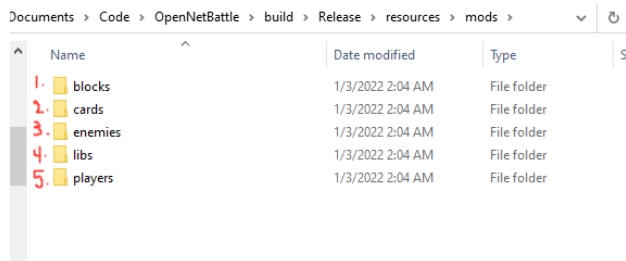 Documents > Code > OpenNetBattle > build > Release > resources > mods >
Name Date modified Type S
1. blocks 1/3/2022 2:04 AM File folder
2. cards 1/3/2022 2:04 AM File folder
3. enemies 1/3/2022 2:04 AM File folder
4. libs 1/3/2022 2:04 AM File folder
5. players 1/3/2022 2:04 AM File folder